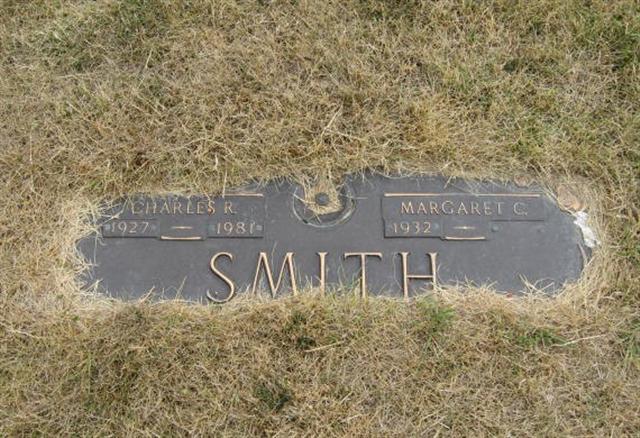 CHARLES R.
1927 — 1981
MARGARET C.
1932 —
SMITH